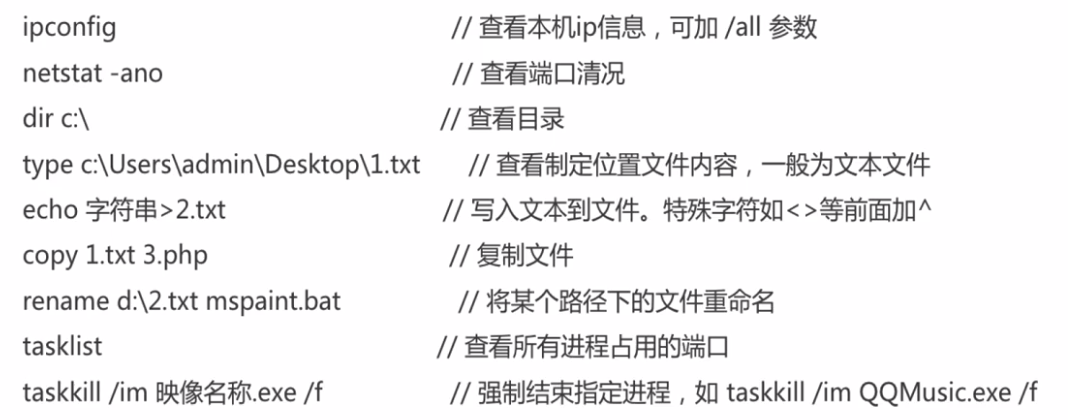 ipconfig // 查看本机ip信息，可加 /all 参数
netstat -ano // 查看端口清况
dir c:\ // 查看目录
type c:\Users\admin\Desktop\1.txt // 查看制定位置文件内容，一般为文本文件
echo 字符串>2.txt // 写入文本到文件。特殊字符如<>等前面加^
copy 1.txt 3.php // 复制文件
rename d:\2.txt mspaint.bat // 将某个路径下的文件重命名
tasklist // 查看所有进程占用的端口
taskkill /im 映像名称.exe /f // 强制结束指定进程，如 taskkill /im QQMusic.exe /f